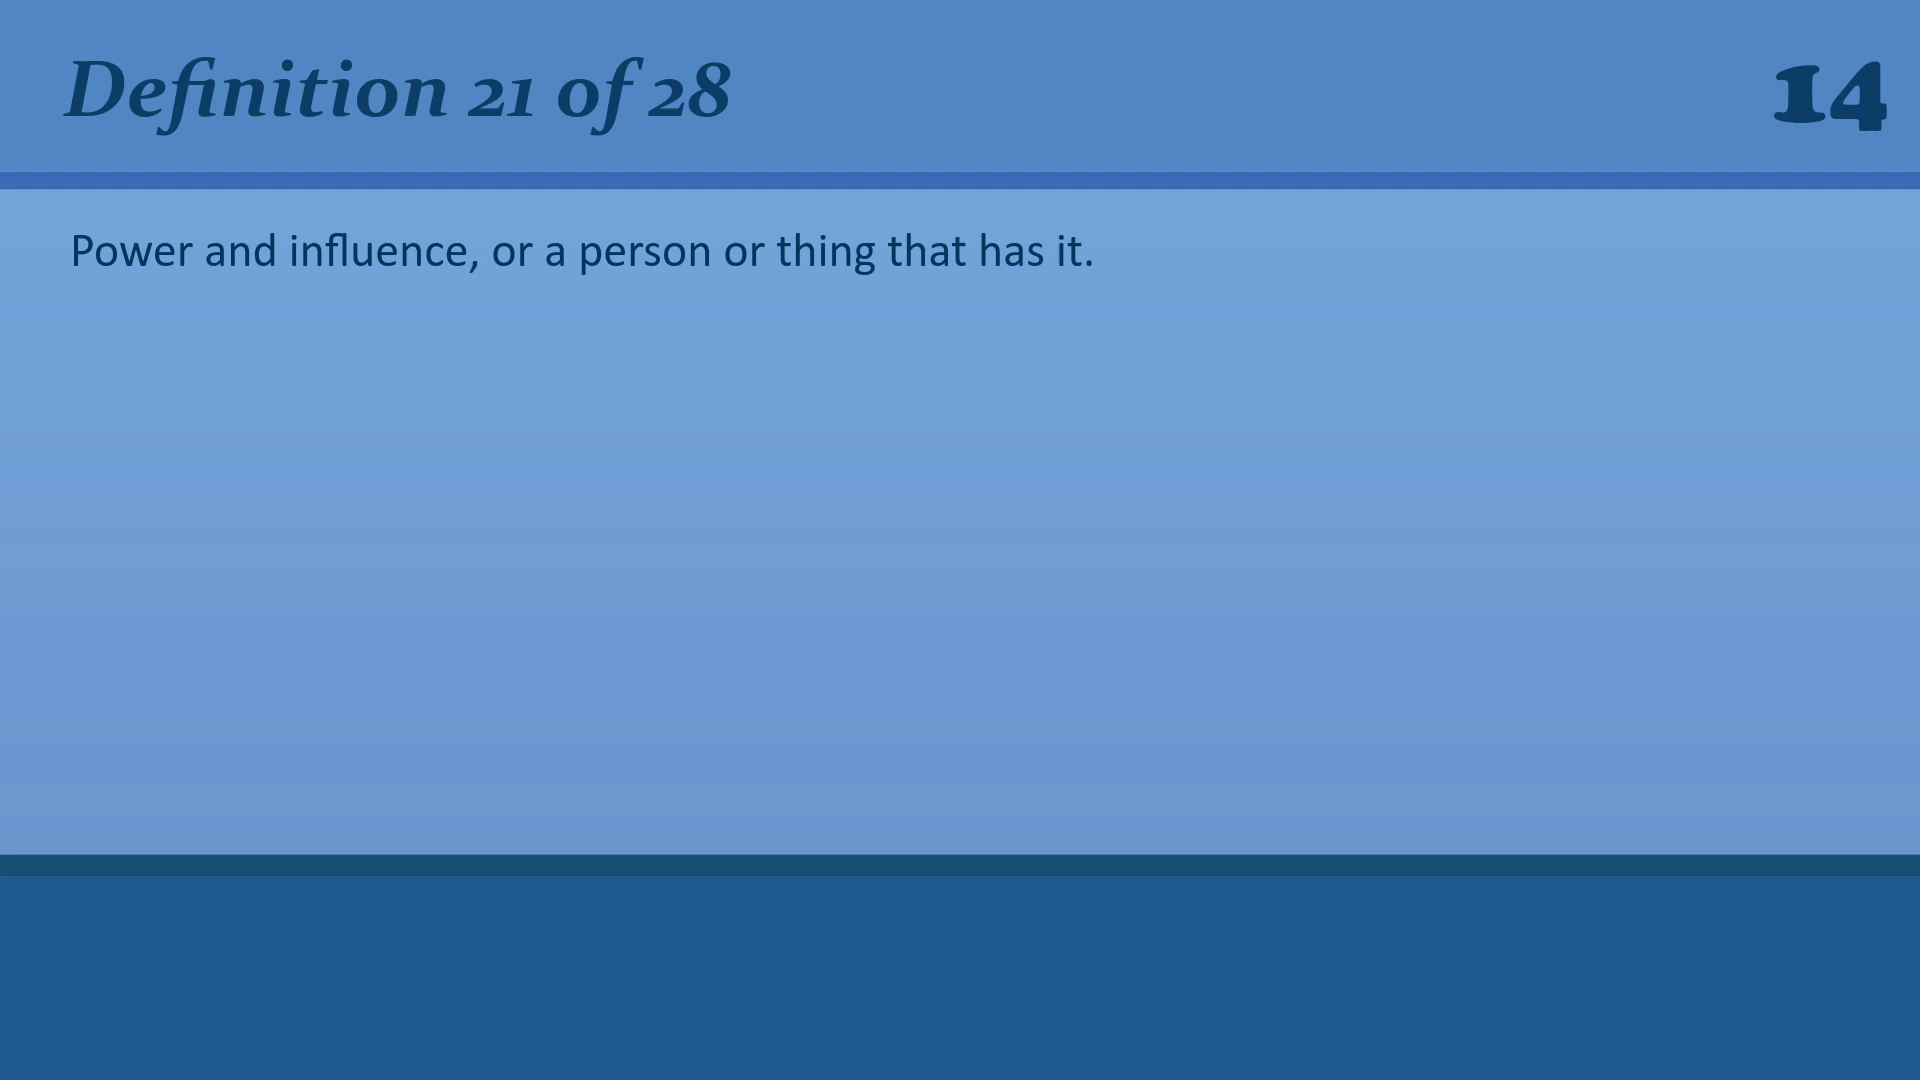 Definition 21 of 28
14
Power and influence, or a person or thing that has it.